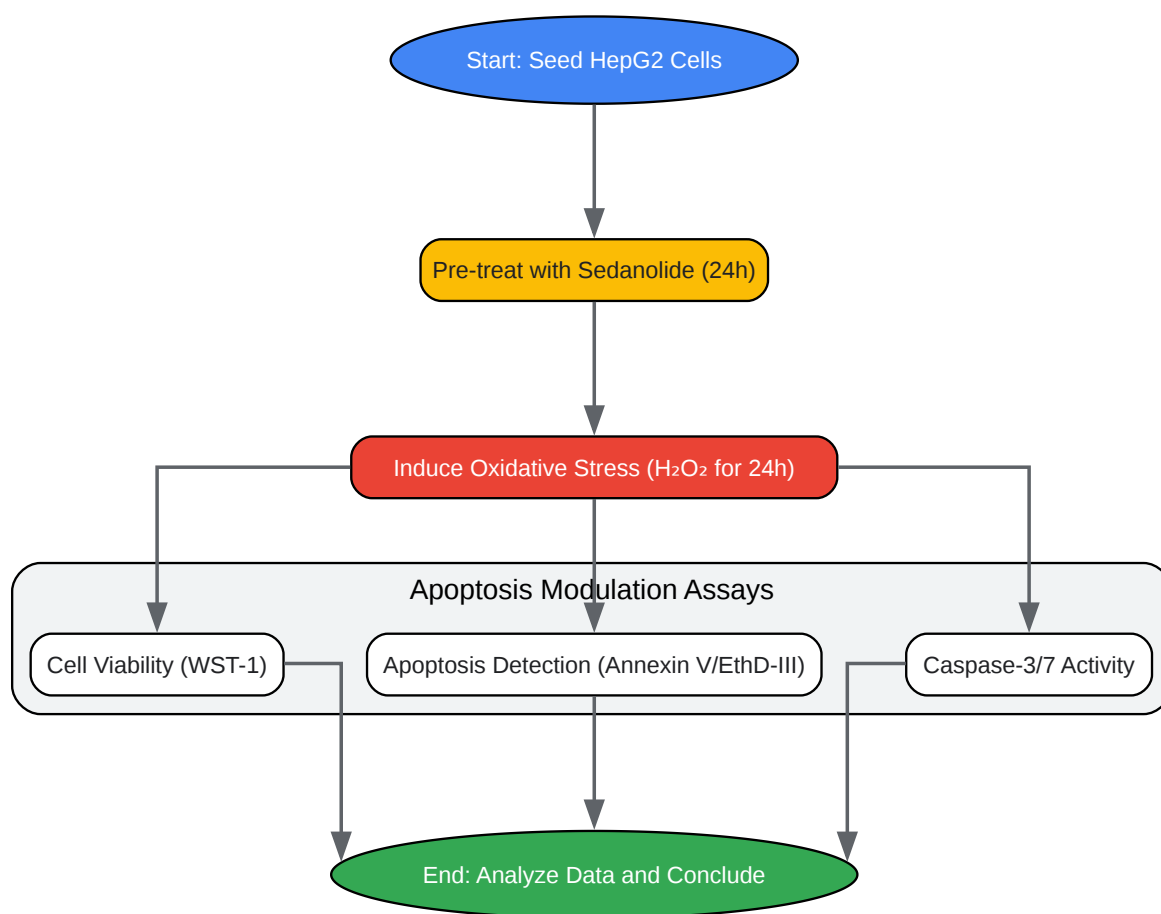 Start: Seed HepG2 Cells
Pre-treat with Sedanolide (24h)
Induce Oxidative Stress (H₂O₂ for 24h)
Apoptosis Modulation Assays
Cell Viability (WST-1)
Apoptosis Detection (Annexin V/EthD-III)
Caspase-3/7 Activity
End: Analyze Data and Conclude